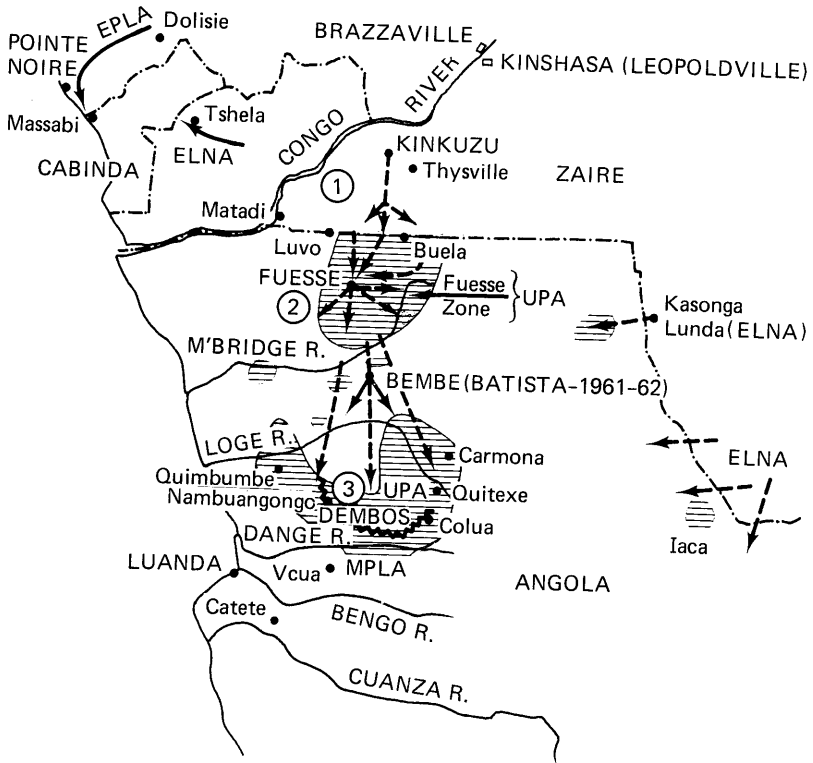 EPLA
Dolisie
BRAZZAVILLE
POINTE
NOIRE
KINSHASA (LEOPOLDVILLE)
RIVER
Massabi
Tshela
CONGO
ELNA
KINKUZU
CABINDA
Thysville
ZAIRE
1
Matadi
Luvo
Buela
FUESSE
Fuesse
Zone
UPA
2
Kasonga
Lunda (ELNA)
M'BRIDGE R.
BEMBE (BATISTA–1961–62)
LOGE R.
Carmona
ELNA
Quimbumbe
3
UPA
Quitexe
Nambuangongo
DEMBOS
Colua
DANGE R.
Iaca
LUANDA
Vcua
MPLA
ANGOLA
Catete
BENGO R.
CUANZA R.